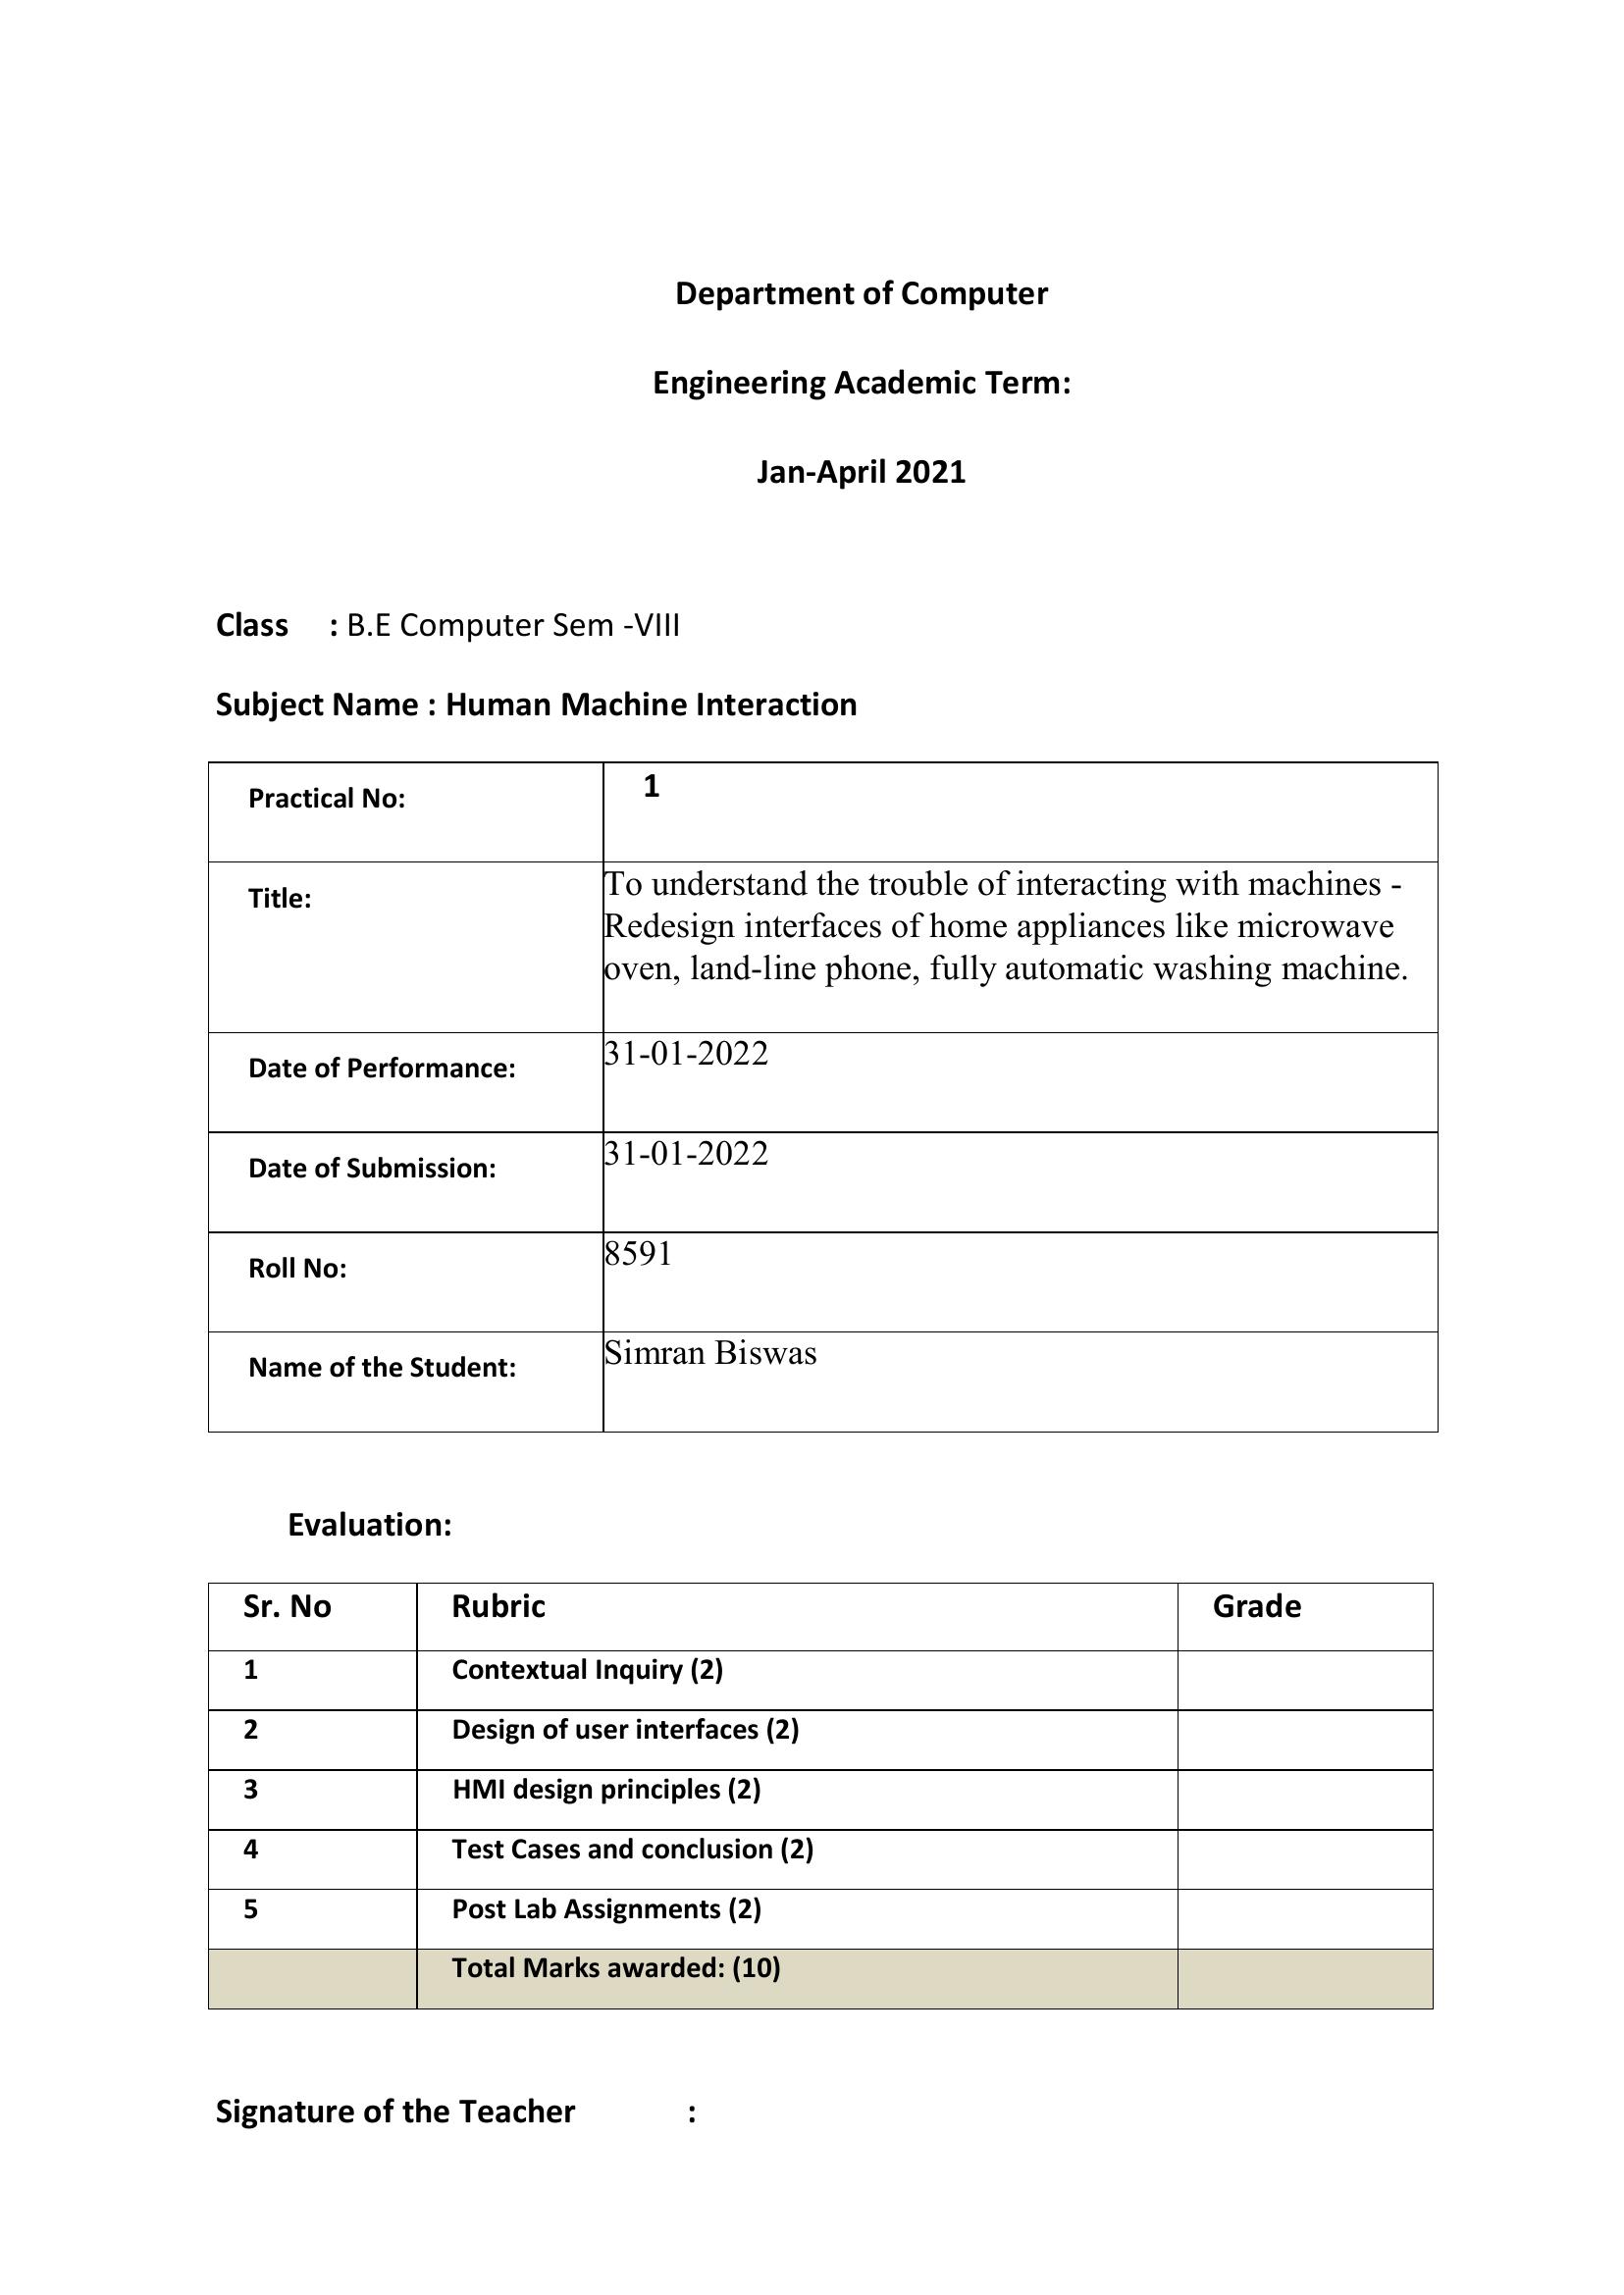 Department of Computer
Engineering Academic Term:
Jan-April 2021
Class : B.E Computer Sem -VIII
Subject Name : Human Machine Interaction
Practical No: 1
Title: To understand the trouble of interacting with machines -
Redesign interfaces of home appliances like microwave
oven, land-line phone, fully automatic washing machine.
Date of Performance: 31-01-2022
Date of Submission: 31-01-2022
Roll No: 8591
Name of the Student: Simran Biswas
Evaluation:
Sr. No Rubric Grade
1 Contextual Inquiry (2)
2 Design of user interfaces (2)
3 HMI design principles (2)
4 Test Cases and conclusion (2)
5 Post Lab Assignments (2)
Total Marks awarded: (10)
Signature of the Teacher :